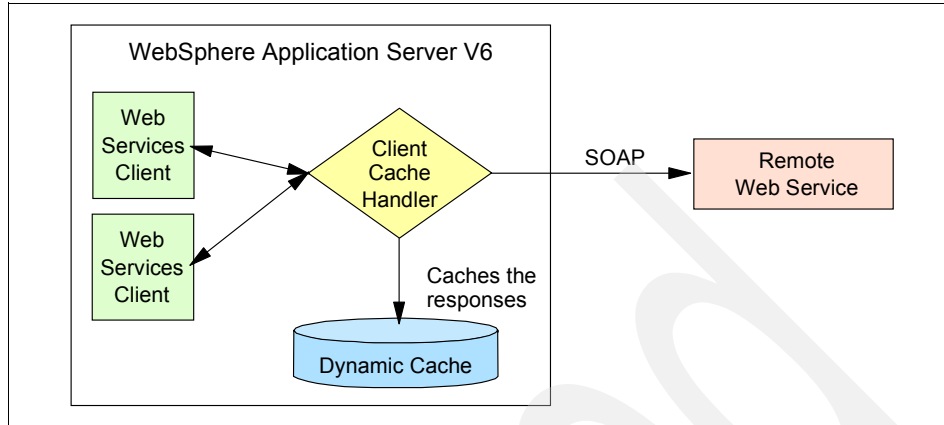 WebSphere Application Server V6
Web
Services
Client
Client
Cache
Handler
SOAP
Remote
Web Service
Web
Services
Client
Caches the
responses
Dynamic Cache